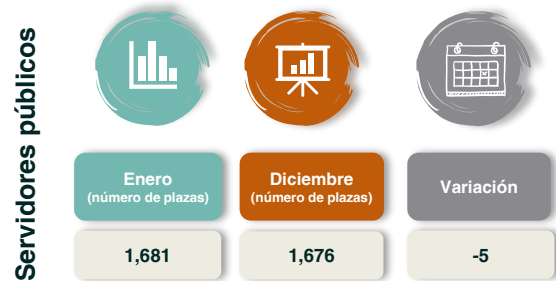 Servidores públicos
Enero
(número de plazas)
Diciembre
(número de plazas)
Variación
1,681
1,676
-5